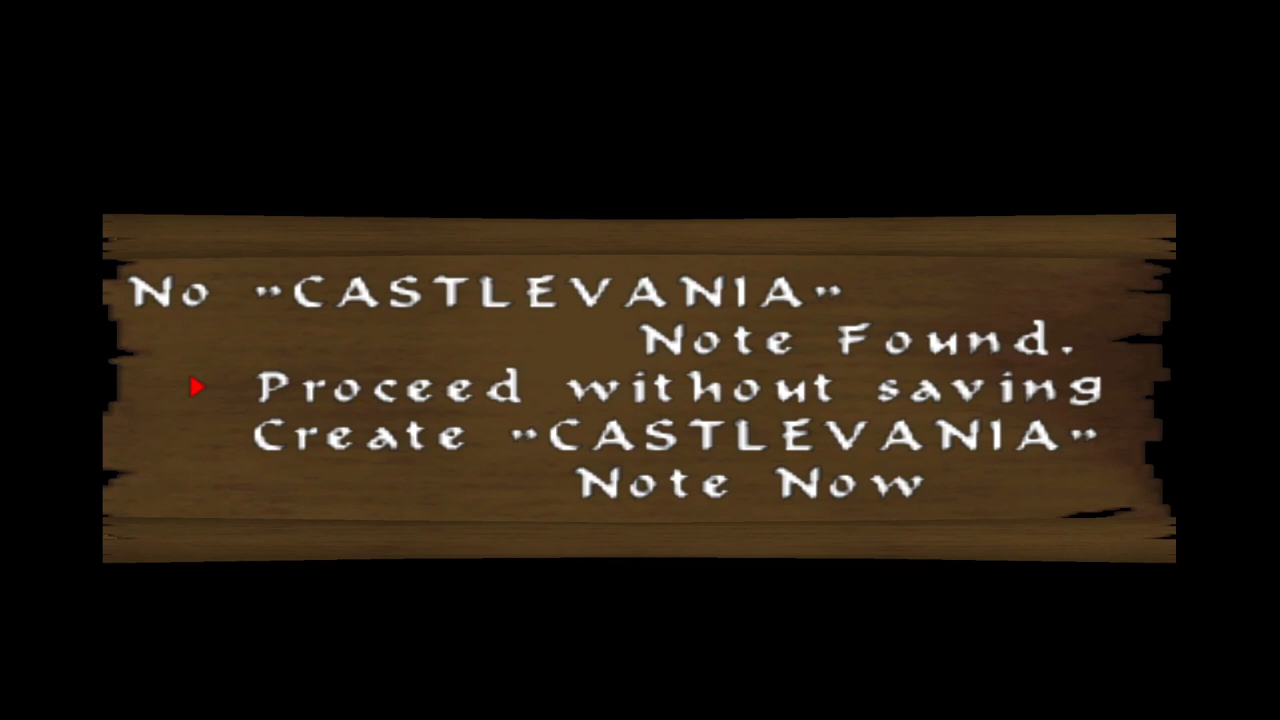 No "CASTLEVANIA"
Note Found.
Proceed without saving
Create "CASTLEVANIA"
Note Now